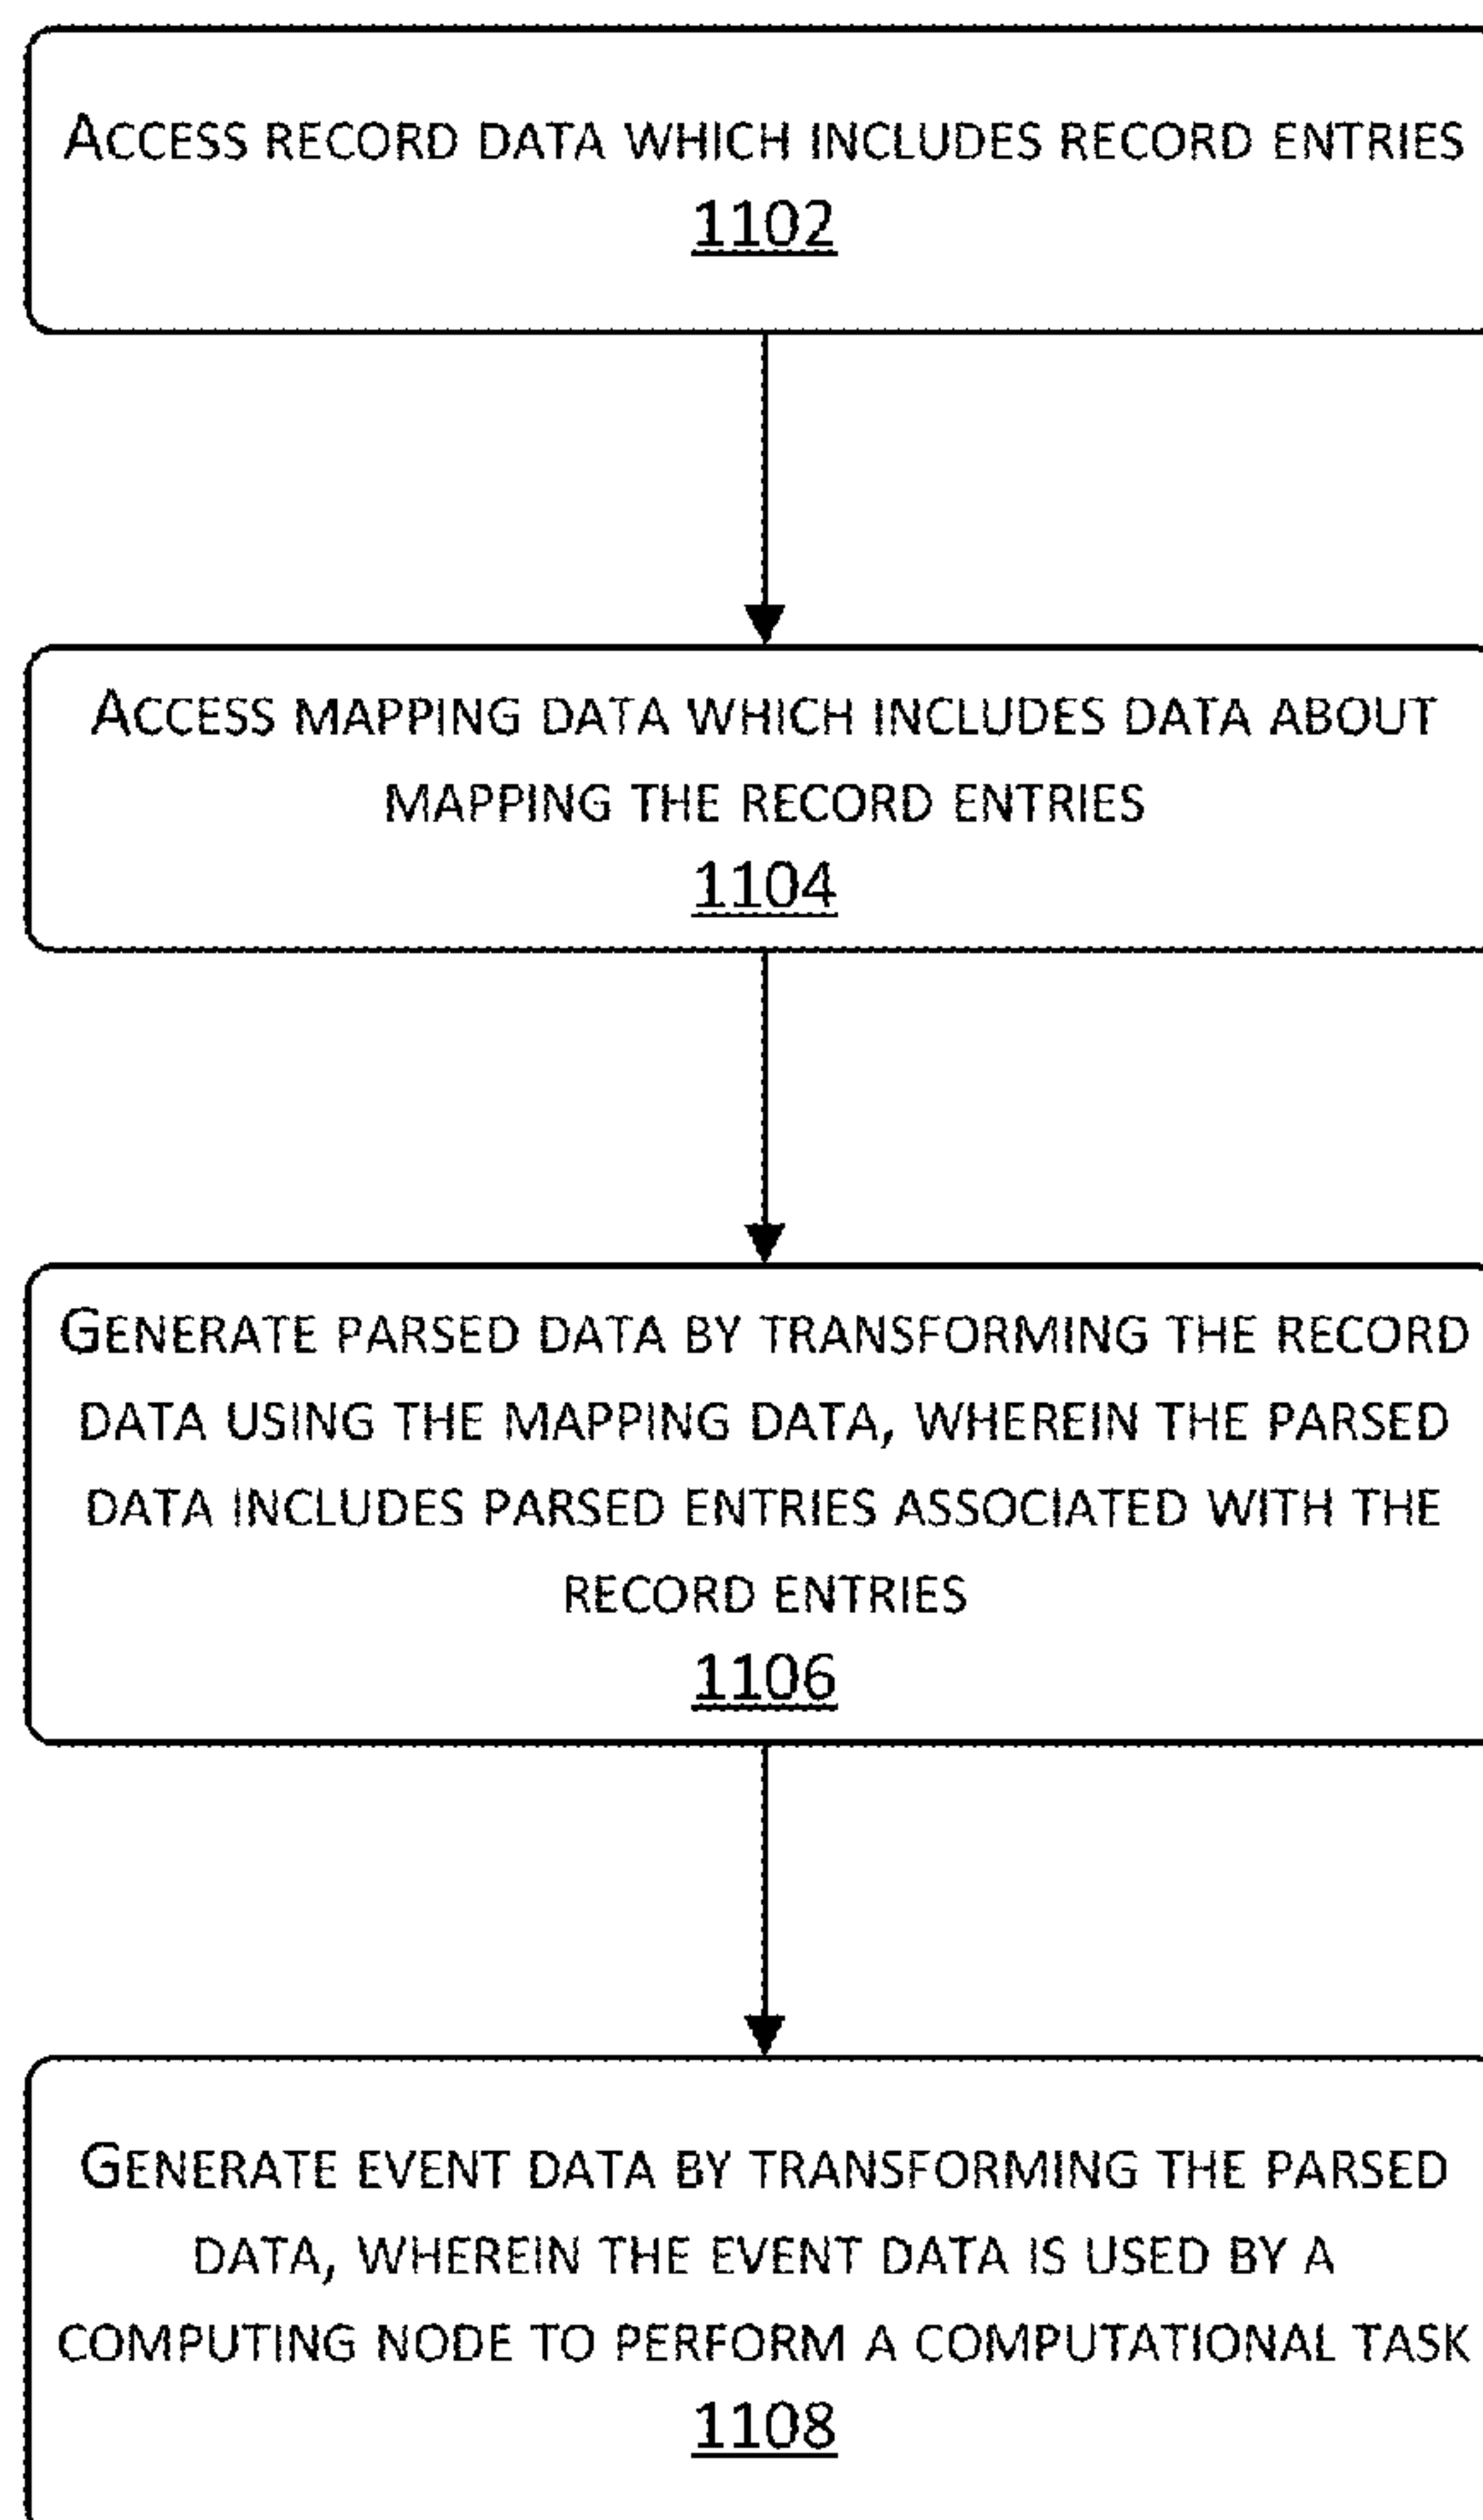 ACCESS RECORD DATA WHICH INCLUDES RECORD ENTRIES
1102
ACCESS MAPPING DATA WHICH INCLUDES DATA ABOUT
MAPPING THE RECORD ENTRIES
1104
GENERATE PARSED DATA BY TRANSFORMING THE RECORD
DATA USING THE MAPPING DATA, WHEREIN THE PARSED
DATA INCLUDES PARSED ENTRIES ASSOCIATED WITH THE
RECORD ENTRIES
1106
GENERATE EVENT DATA BY TRANSFORMING THE PARSED
DATA, WHEREIN THE EVENT DATA IS USED BY A
COMPUTING NODE TO PERFORM A COMPUTATIONAL TASK
1108